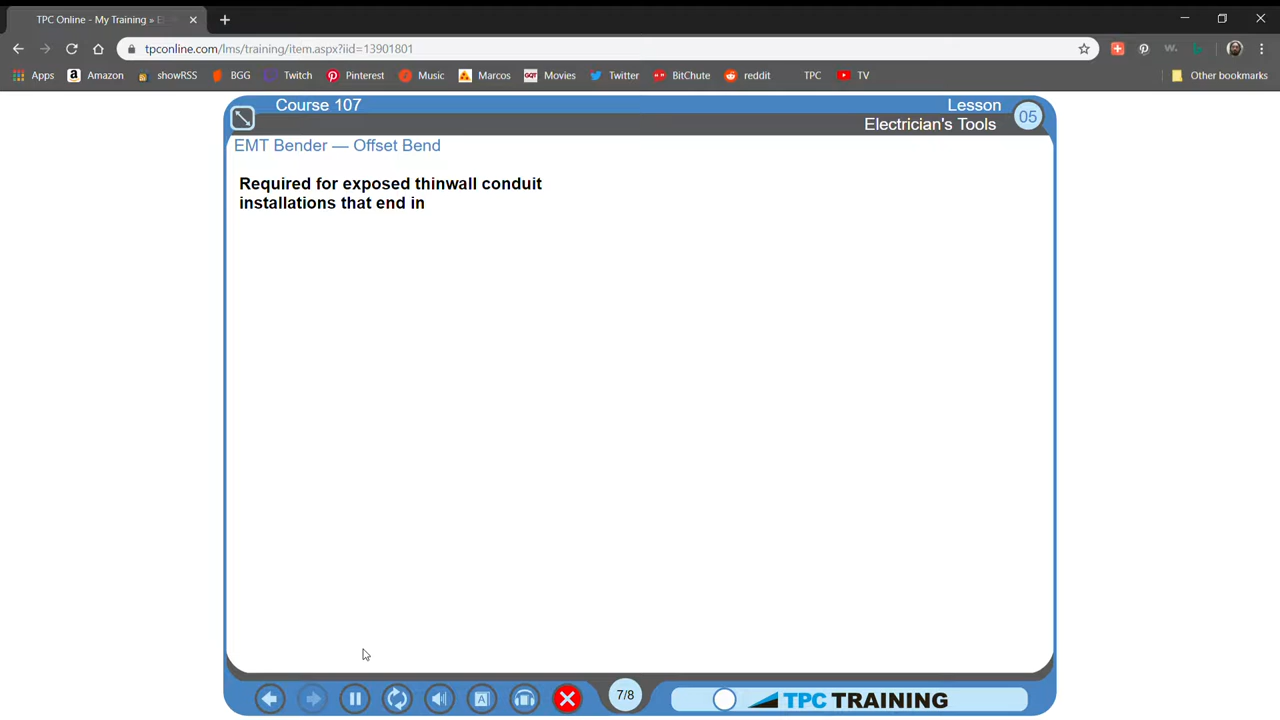 TPC Online - My Training » E
tpconline.com/lms/training/item.aspx?iid=13901801
Apps Amazon showRSS BGG Twitch Pinterest Music Marcos GQT Movies Twitter BitChute reddit TPC TV Other bookmarks
Course 107
Lesson
Electrician's Tools
05
EMT Bender — Offset Bend
Required for exposed thinwall conduit
installations that end in
A
7/8
TPC TRAINING